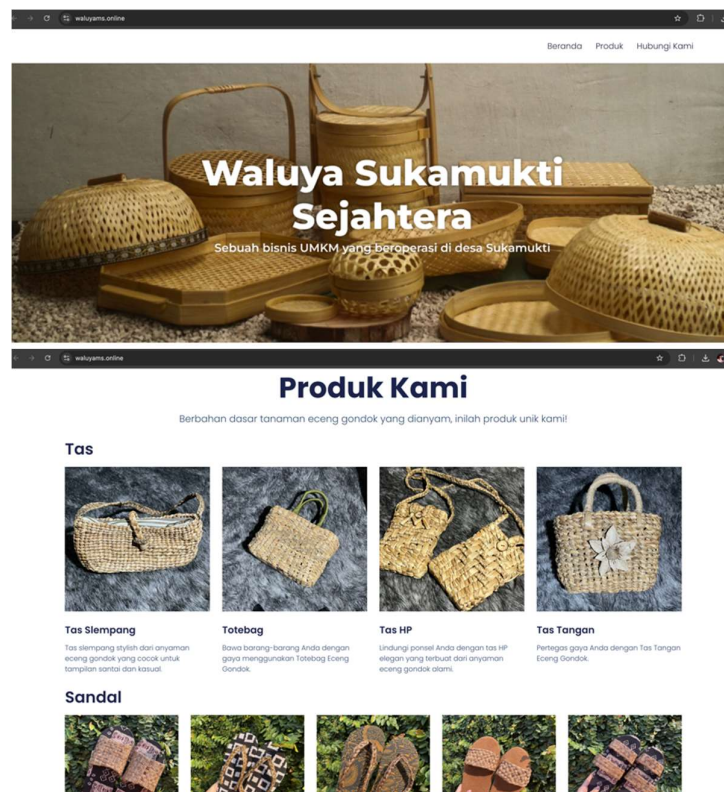 waluyams.online
Beranda Produk Hubungi Kami
Waluya Sukamukti
Sejahtera
Sebuah bisnis UMKM yang beroperasi di desa Sukamukti
waluyams.online
Produk Kami
Berbahan dasar tanaman eceng gondok yang dianyam, inilah produk unik kami!
Tas
Tas Slempang
Tas slempang stylish dari anyaman
eceng gondok yang cocok untuk
tampilan santai dan kasual.
Totebag
Bawa barang-barang Anda dengan
gaya menggunakan Totebag Eceng
Gondok.
Tas HP
Lindungi ponsel Anda dengan tas HP
elegan yang terbuat dari anyaman
eceng gondok alami.
Tas Tangan
Pertegas gaya Anda dengan Tas Tangan
Eceng Gondok.
Sandal